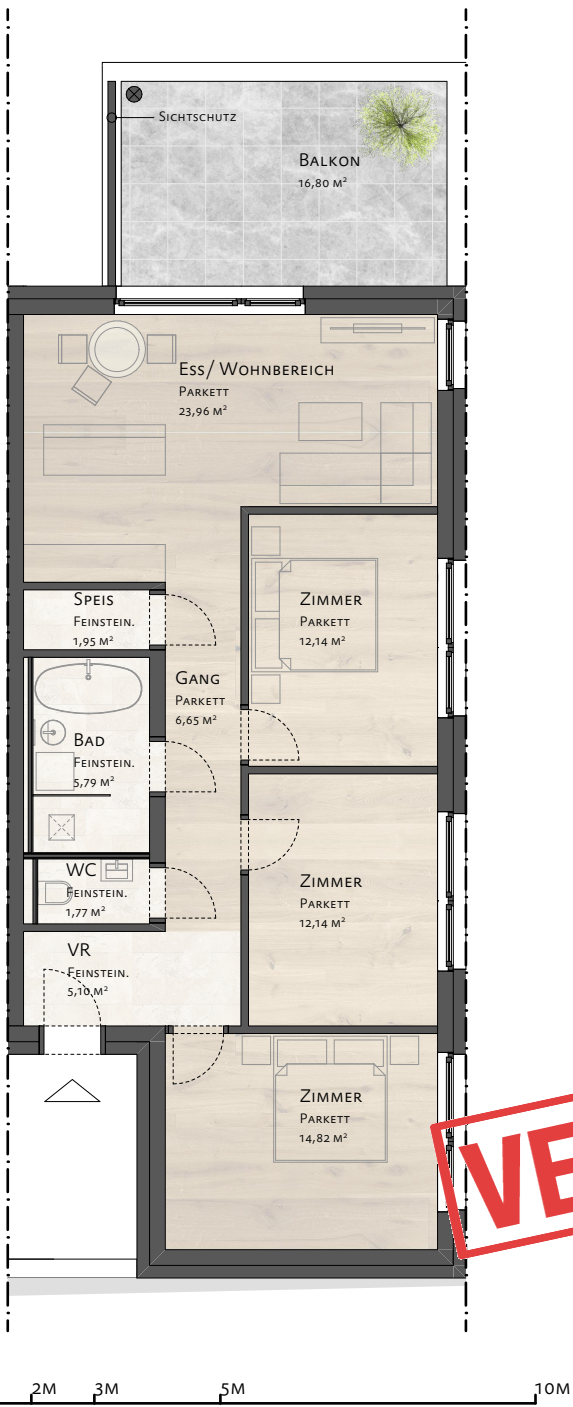 Sichtschutz
Balkon
16,80 m²
Ess/ Wohnbereich
Parkett
23,96 m²
Speis
Feinstein.
1,95 m²
Zimmer
Parkett
12,14 m²
Gang
Parkett
6,65 m²
Bad
Feinstein.
5,79 m²
WC
Feinstein.
1,77 m²
Zimmer
Parkett
12,14 m²
VR
Feinstein.
5,10 m²
Zimmer
Parkett
14,82 m²
VE
2M 3M 5M 10M